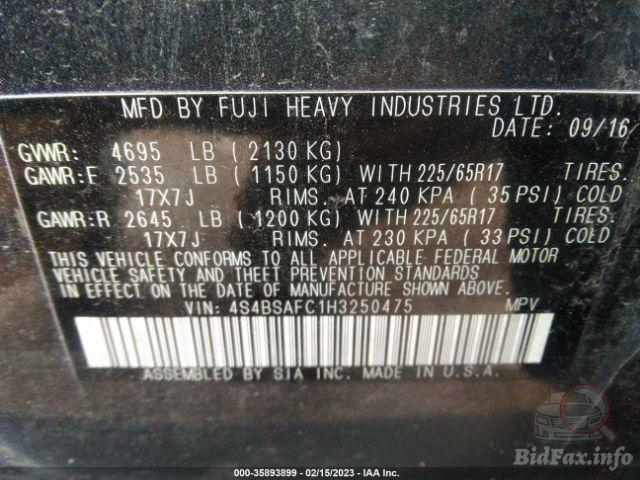 MFD BY FUJI HEAVY INDUSTRIES LTD.
DATE: 09/16
GVWR: 4695 LB ( 2130 KG)
GAWR:F 2535 LB ( 1150 KG) WITH 225/65R17 TIRES.
17X7J RIMS. AT 240 KPA ( 35 PSI) COLD
GAWR:R 2645 LB ( 1200 KG) WITH 225/65R17 TIRES.
17X7J RIMS. AT 230 KPA ( 33 PSI) COLD
THIS VEHICLE CONFORMS TO ALL APPLICABLE FEDERAL MOTOR
VEHICLE SAFETY AND THEFT PREVENTION STANDARDS
IN EFFECT ON THE DATE OF MANUFACTURE SHOWN ABOVE.
VIN: 4S4BSAFC1H3250475 MPV
ASSEMBLED BY SIA INC. MADE IN U.S.A.
BidFax.info
000-35893899 - 02/15/2023 - IAA Inc.